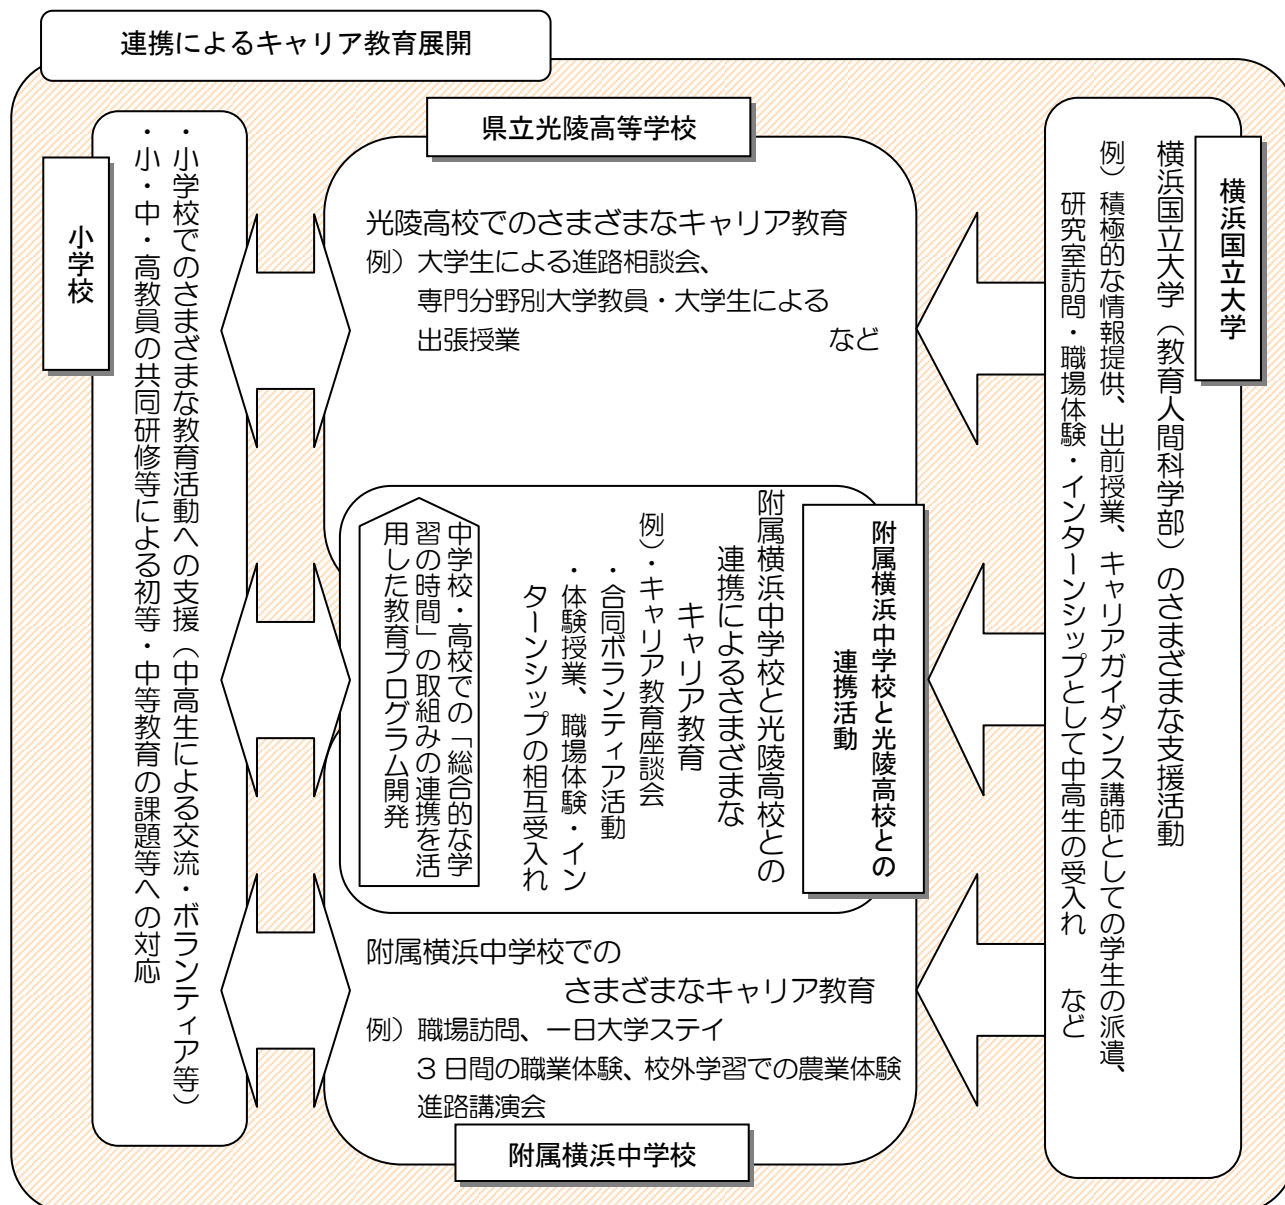 連携によるキャリア教育展開
県立光陵高等学校
光陵高校でのさまざまなキャリア教育
例）大学生による進路相談会、
専門分野別大学教員・大学生による
出張授業　　　　　　　　　　　　など
横浜国立大学
横浜国立大学（教育人間科学部）のさまざまな支援活動
例）積極的な情報提供、出前授業、キャリアガイダンス講師としての学生の派遣、
研究室訪問・職場体験・インターンシップとして中高生の受入れ　　など
附属横浜中学校と光陵高校との
連携活動
附属横浜中学校と光陵高校との
連携によるさまざまな
キャリア教育
例）・キャリア教育座談会
・合同ボランティア活動
・体験授業、職場体験・イン
ターンシップの相互受入れ
中学校・高校での「総合的な学
習の時間」の取組みの連携を活
用した教育プログラム開発
・小学校でのさまざまな教育活動への支援（中高生による交流・ボランティア等）
・小・中・高教員の共同研修等による初等・中等教育の課題等への対応
小学校
附属横浜中学校での
さまざまなキャリア教育
例）職場訪問、一日大学ステイ
3日間の職業体験、校外学習での農業体験
進路講演会
附属横浜中学校